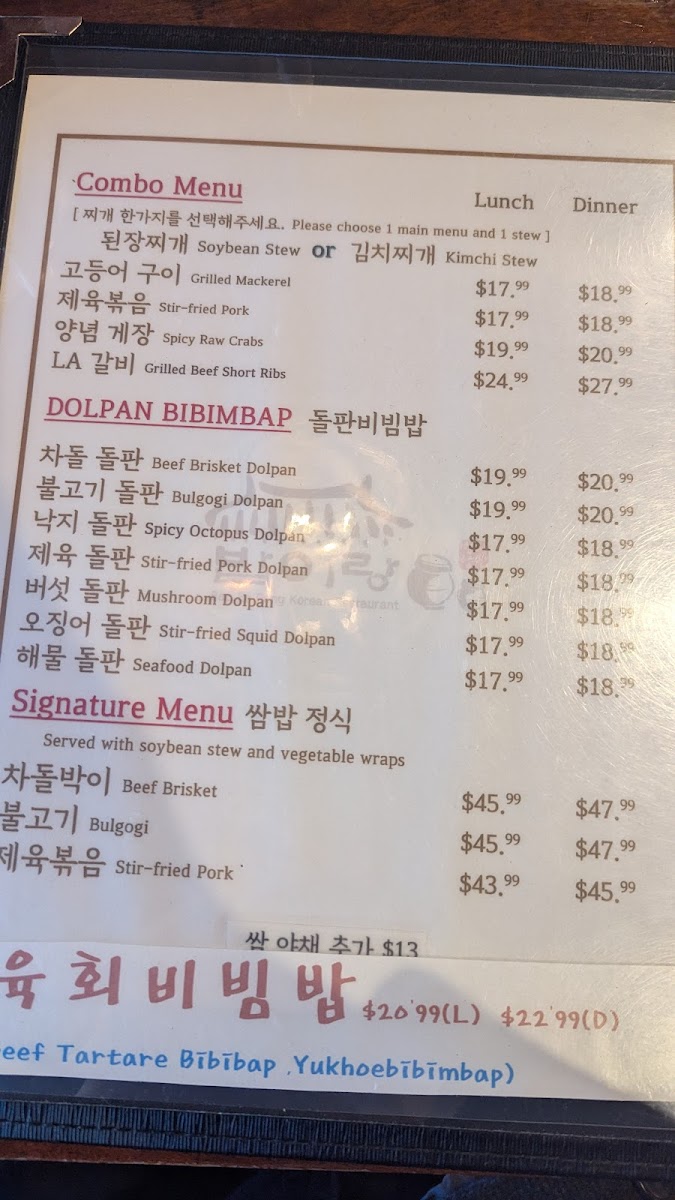 Combo Menu Lunch Dinner
[ 찌개 한가지를 선택해주세요. Please choose 1 main menu and 1 stew ]
된장찌개 Soybean Stew or 김치찌개 Kimchi Stew
고등어 구이 Grilled Mackerel $17.99 $18.99
제육볶음 Stir-fried Pork $17.99 $18.99
양념 게장 Spicy Raw Crabs $19.99 $20.99
LA 갈비 Grilled Beef Short Ribs $24.99 $27.99
DOLPAN BIBIMBAP 돌판비빔밥
차돌 돌판 Beef Brisket Dolpan $19.99 $20.99
불고기 돌판 Bulgogi Dolpan $19.99 $20.99
낙지 돌판 Spicy Octopus Dolpan $17.99 $18.99
제육 돌판 Stir-fried Pork Dolpan $17.99 $18.99
버섯 돌판 Mushroom Dolpan $17.99 $18.99
오징어 돌판 Stir-fried Squid Dolpan $17.99 $18.99
해물 돌판 Seafood Dolpan $17.99 $18.99
Signature Menu 쌈밥 정식
Served with soybean stew and vegetable wraps
차돌박이 Beef Brisket $45.99 $47.99
불고기 Bulgogi $45.99 $47.99
제육볶음 Stir-fried Pork $43.99 $45.99
쌈 야채 추가 $13
육회비빔밥 $20.99(L) $22.99(D)
eef Tartare Bibibap .Yukhoebibimbap)